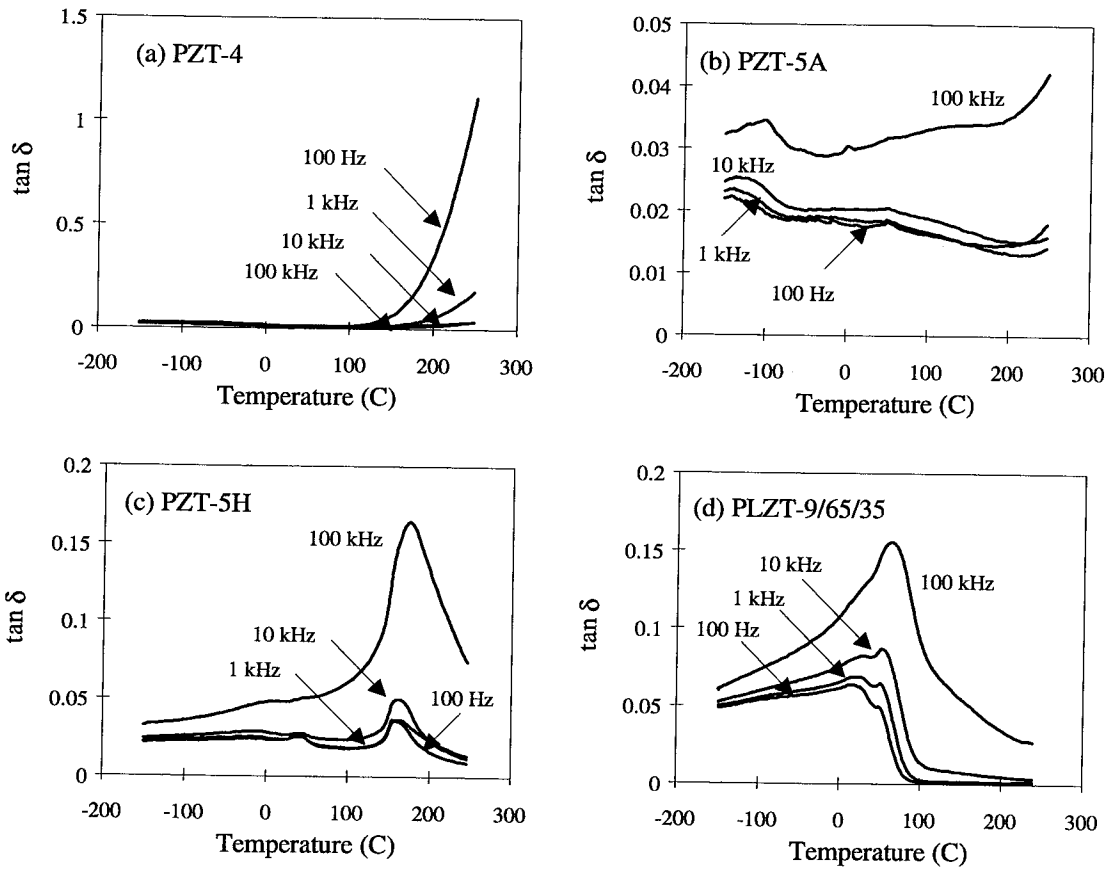 (a) PZT-4
tan δ
1.5
1
0.5
0
100 Hz
1 kHz
10 kHz
100 kHz
-200
-100
0
100
200
300
Temperature (C)
(b) PZT-5A
tan δ
0.05
0.04
0.03
0.02
0.01
0
100 kHz
10 kHz
1 kHz
100 Hz
-200
-100
0
100
200
300
Temperature (C)
(c) PZT-5H
tan δ
0.2
0.15
0.1
0.05
0
100 kHz
10 kHz
1 kHz
100 Hz
-200
-100
0
100
200
300
Temperature (C)
(d) PLZT-9/65/35
tan δ
0.2
0.15
0.1
0.05
0
10 kHz
100 kHz
1 kHz
100 Hz
-200
-100
0
100
200
300
Temperature (C)